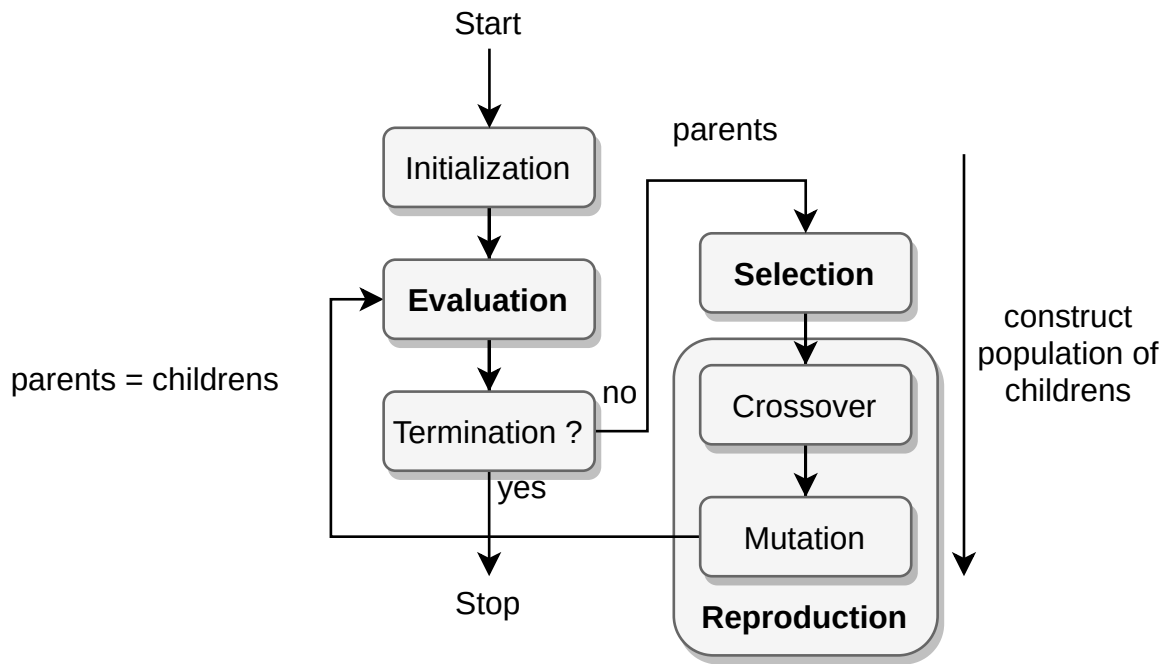 Start
Initialization
Evaluation
Termination ?
no
yes
Stop
parents = childrens
parents
Selection
Crossover
Mutation
Reproduction
construct
population of
childrens